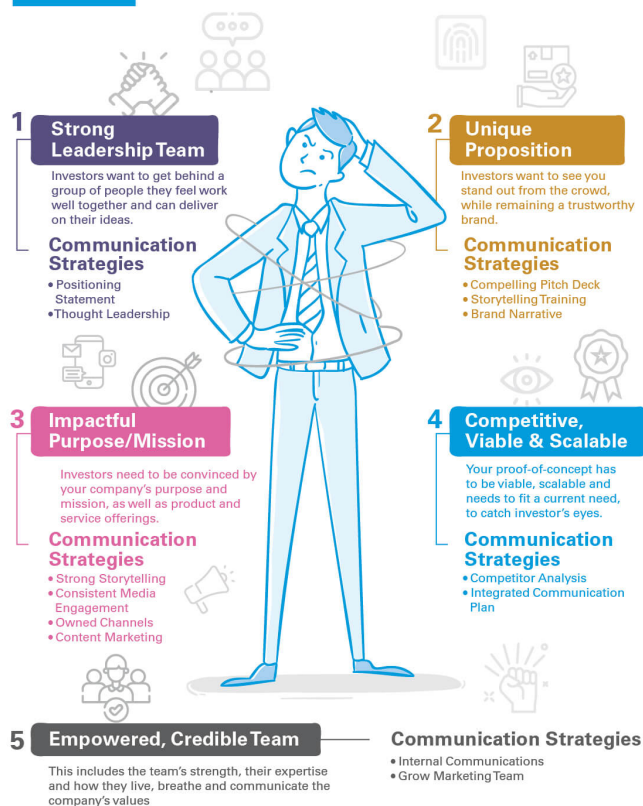 1
Strong
Leadership Team
Investors want to get behind a
group of people they feel work
well together and can deliver
on their ideas.
Communication
Strategies
• Positioning
Statement
•Thought Leadership
2
Unique
Proposition
Investors want to see you
stand out from the crowd,
while remaining a trustworthy
brand.
Communication
Strategies
• Compelling Pitch Deck
• Storytelling Training
• Brand Narrative
3
Impactful
Purpose/Mission
Investors need to be convinced by
your company's purpose and
mission, as well as product and
service offerings.
Communication
Strategies
• Strong Storytelling
• Consistent Media
Engagement
• Owned Channels
• Content Marketing
4
Competitive,
Viable & Scalable
Your proof-of-concept has
to be viable, scalable and
needs to fit a current need,
to catch investor's eyes.
Communication
Strategies
• Competitor Analysis
• Integrated Communication
Plan
5
Empowered, Credible Team
This includes the team's strength, their expertise
and how they live, breathe and communicate the
company's values
Communication Strategies
• Internal Communications
• Grow Marketing Team